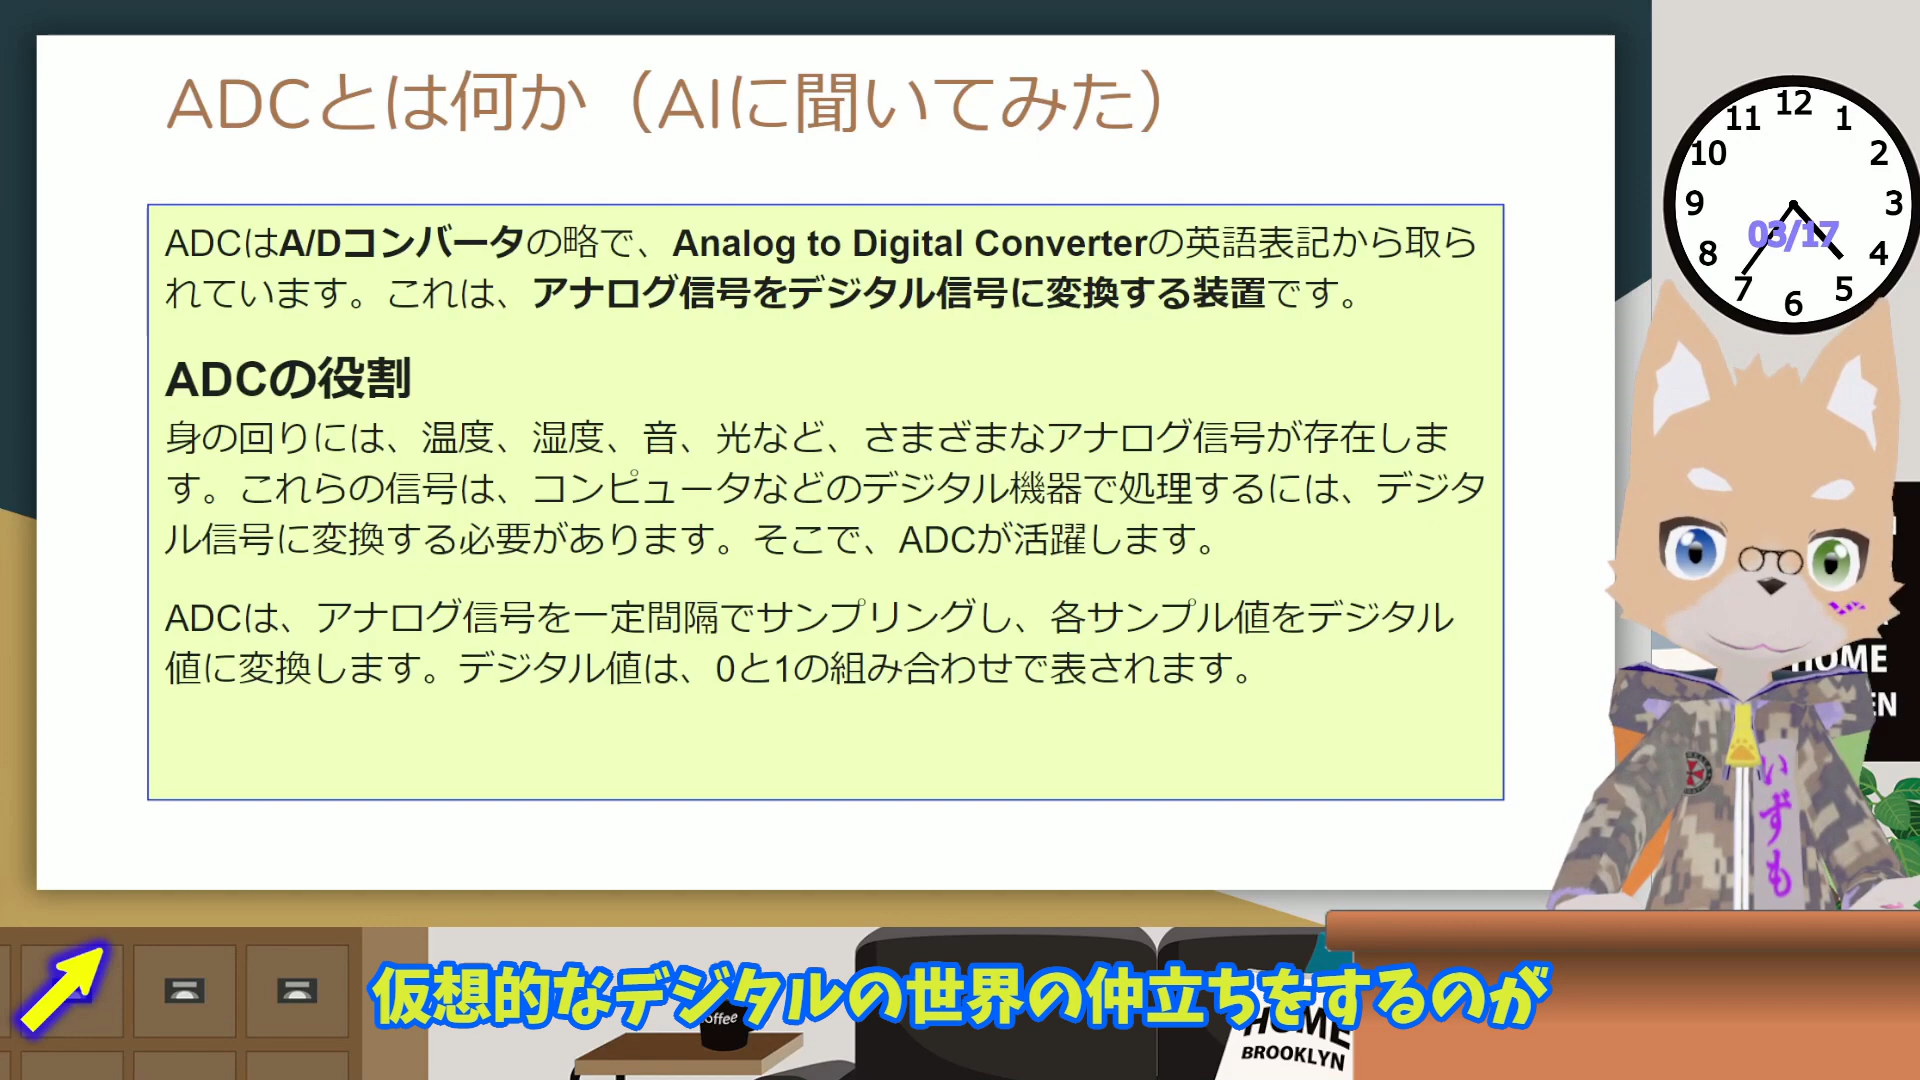 ADCとは何か（AIに聞いてみた）
ADCはA/Dコンバータの略で、Analog to Digital Converterの英語表記から取ら
れています。これは、アナログ信号をデジタル信号に変換する装置です。
ADCの役割
身の回りには、温度、湿度、音、光など、さまざまなアナログ信号が存在しま
す。これらの信号は、コンピュータなどのデジタル機器で処理するには、デジタ
ル信号に変換する必要があります。そこで、ADCが活躍します。
ADCは、アナログ信号を一定間隔でサンプリングし、各サンプル値をデジタル
値に変換します。デジタル値は、0と1の組み合わせで表されます。
12
11
1
10
2
9
3
03/17
8
4
7
5
6
HOME
EN
いずも
仮想的なデジタルの世界の仲立ちをするのが
offee
HOME
BROOKLYN